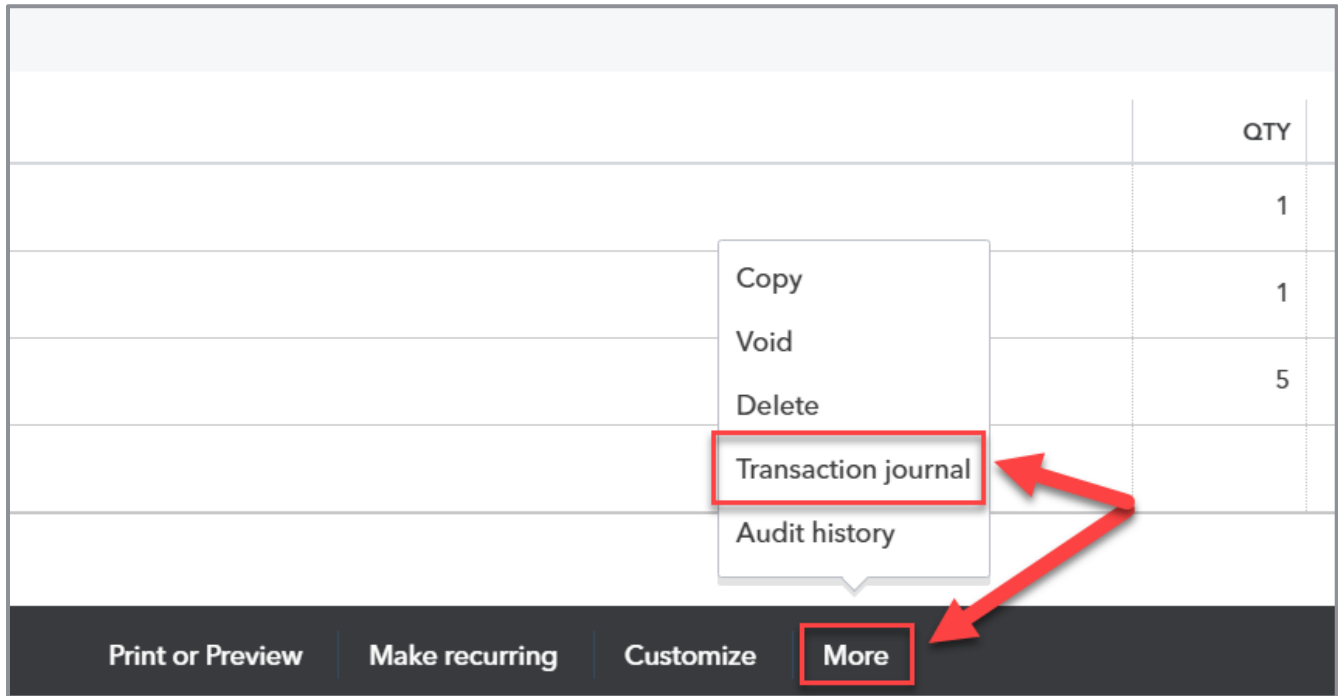 QTY
1
1
5
Copy
Void
Delete
Transaction journal
Audit history
Print or Preview
Make recurring
Customize
More